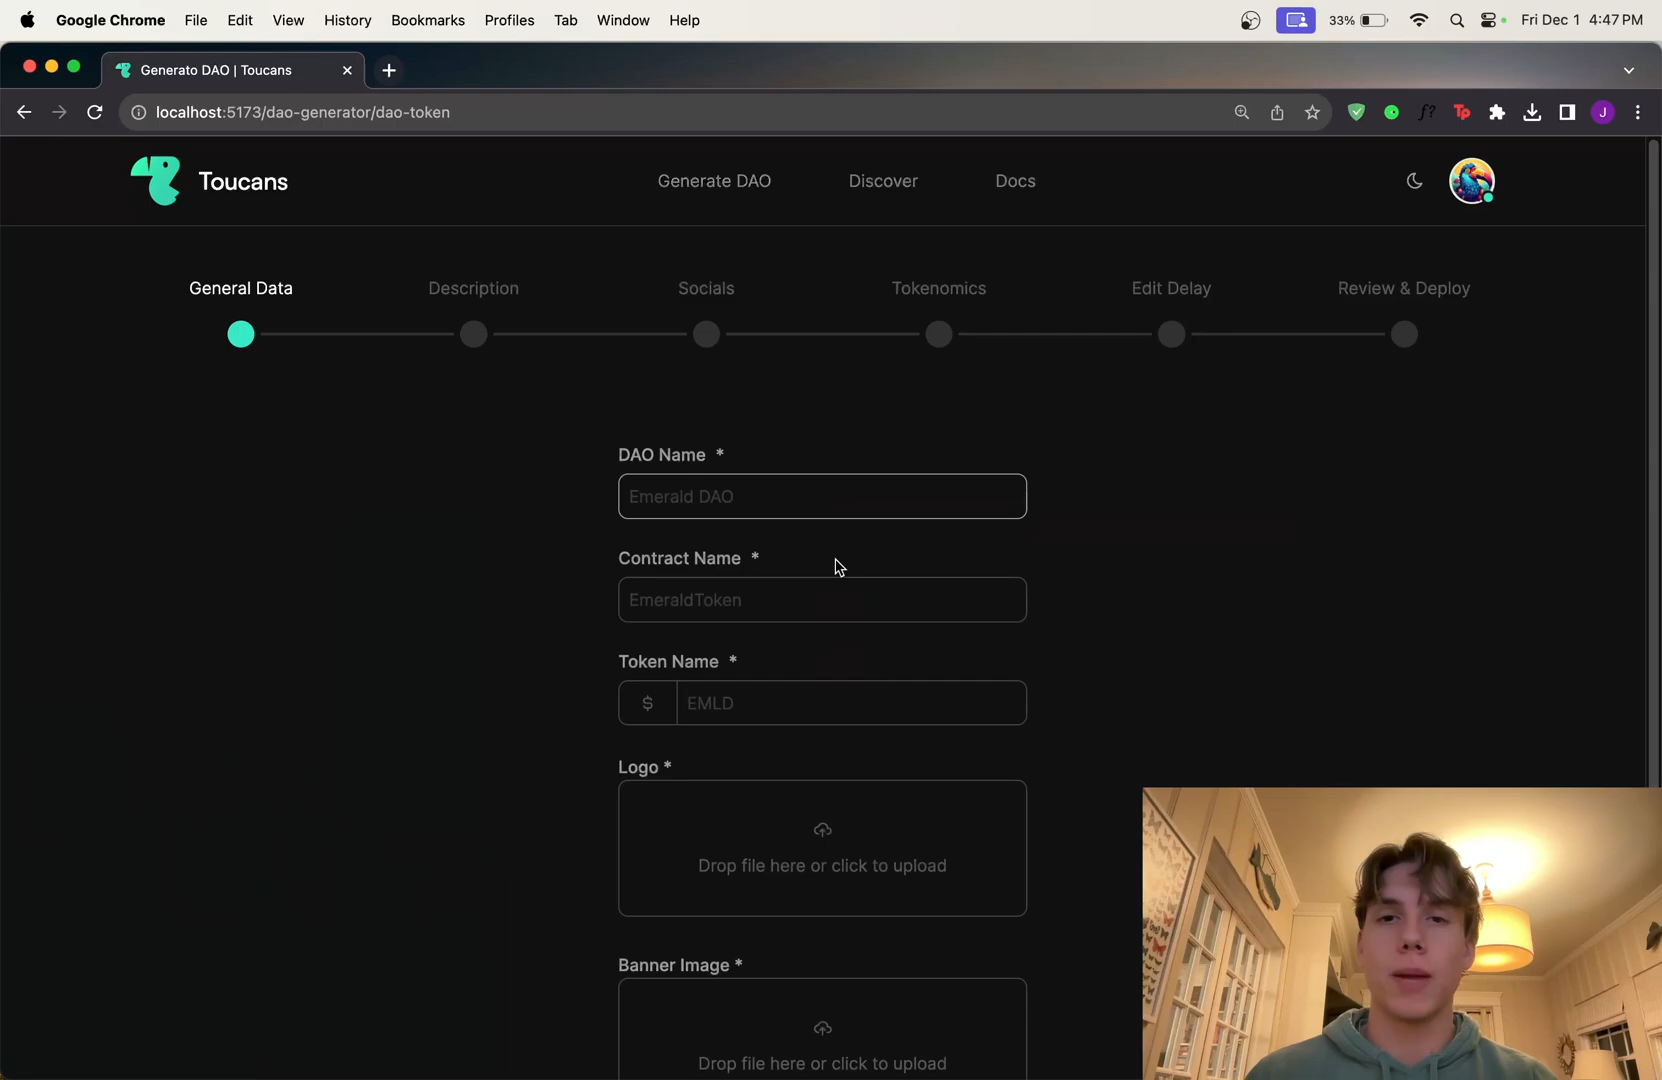 Google Chrome File Edit View History Bookmarks Profiles Tab Window Help 33% Fri Dec 1 4:47 PM
Generato DAO | Toucans
localhost:5173/dao-generator/dao-token f? Tp J
Toucans Generate DAO Discover Docs
General Data Description Socials Tokenomics Edit Delay Review & Deploy
DAO Name *
Emerald DAO
Contract Name *
EmeraldToken
Token Name *
$ EMLD
Logo *
Drop file here or click to upload
Banner Image *
Drop file here or click to upload